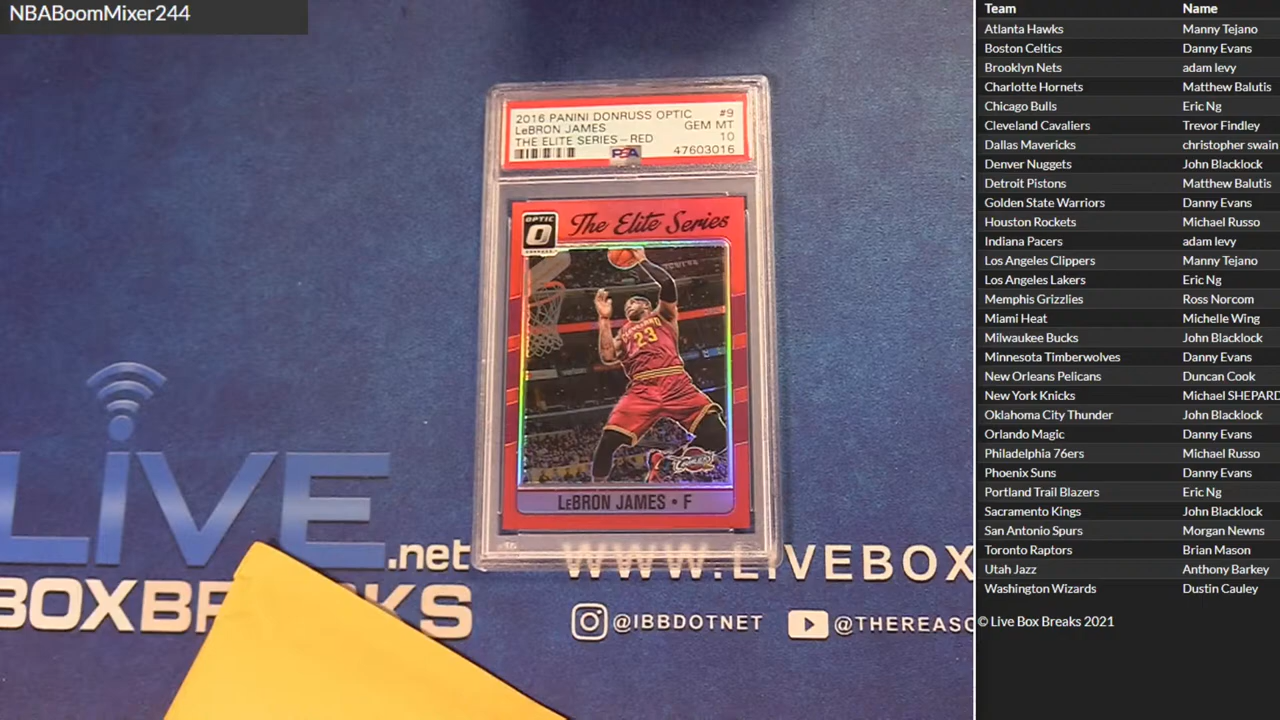 NBABoomMixer244
2016 PANINI DONRUSS OPTIC #9
LeBRON JAMES GEM MT
THE ELITE SERIES-RED 10
PSA 47603016
OPTIC
The Elite Series
CLEVELAND
23
CAVALIERS
LeBRON JAMES • F
LIVE.net
WWW.LIVEBOX
@IBBDOTNET
@THEREASO
Team Name
Atlanta Hawks Manny Tejano
Boston Celtics Danny Evans
Brooklyn Nets adam levy
Charlotte Hornets Matthew Balutis
Chicago Bulls Eric Ng
Cleveland Cavaliers Trevor Findley
Dallas Mavericks christopher swain
Denver Nuggets John Blacklock
Detroit Pistons Matthew Balutis
Golden State Warriors Danny Evans
Houston Rockets Michael Russo
Indiana Pacers adam levy
Los Angeles Clippers Manny Tejano
Los Angeles Lakers Eric Ng
Memphis Grizzlies Ross Norcom
Miami Heat Michelle Wing
Milwaukee Bucks John Blacklock
Minnesota Timberwolves Danny Evans
New Orleans Pelicans Duncan Cook
New York Knicks Michael SHEPARD
Oklahoma City Thunder John Blacklock
Orlando Magic Danny Evans
Philadelphia 76ers Michael Russo
Phoenix Suns Danny Evans
Portland Trail Blazers Eric Ng
Sacramento Kings John Blacklock
San Antonio Spurs Morgan Newns
Toronto Raptors Brian Mason
Utah Jazz Anthony Barkey
Washington Wizards Dustin Cauley
© Live Box Breaks 2021